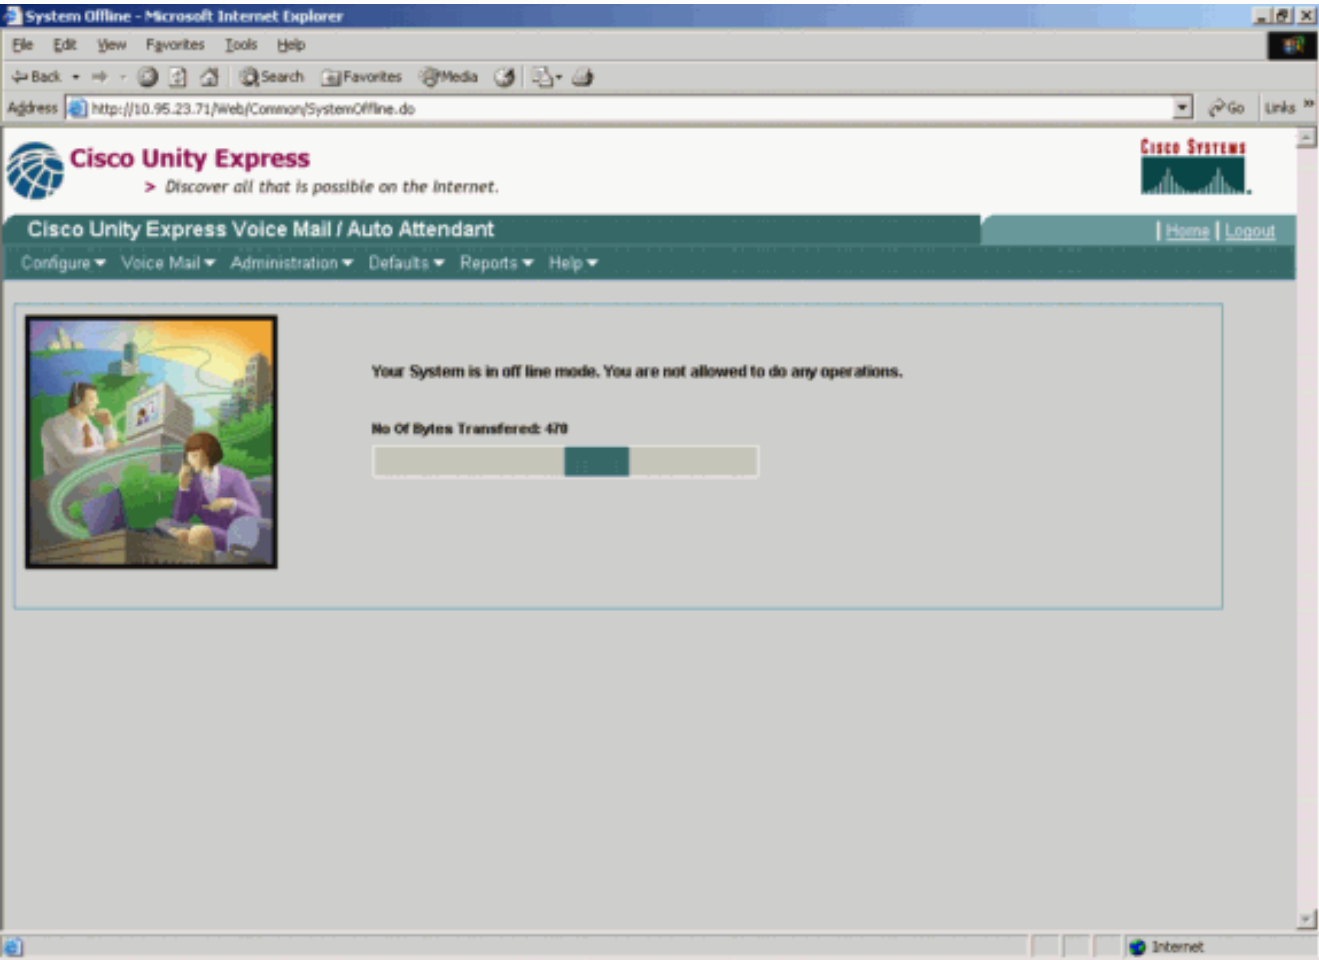 System Offline - Microsoft Internet Explorer
File Edit View Favorites Tools Help
Back Search Favorites Media
Address http://10.95.23.71/Web/Common/SystemOffline.do Go Links »
Cisco Unity Express
> Discover all that is possible on the Internet.
CISCO SYSTEMS
Cisco Unity Express Voice Mail / Auto Attendant
| Home | Logout
Configure Voice Mail Administration Defaults Reports Help
Your System is in off line mode. You are not allowed to do any operations.
No Of Bytes Transfered: 470
Internet